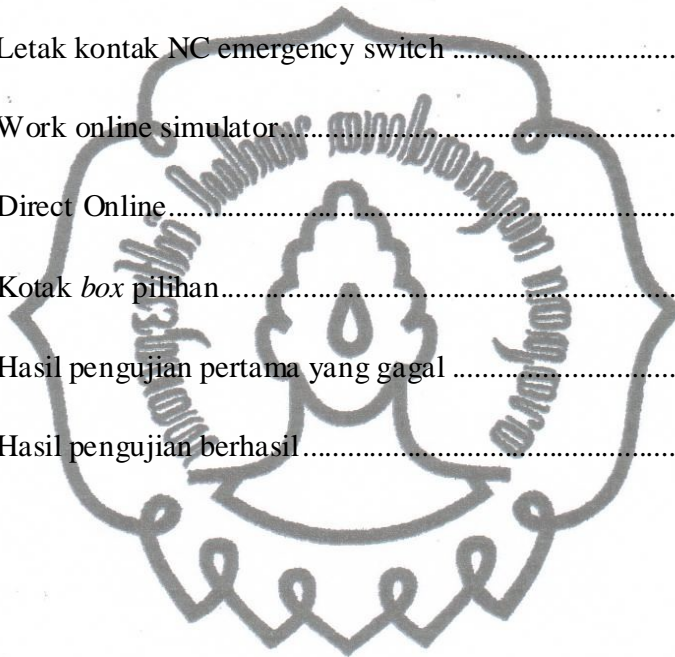 Letak kontak NC emergency switch ................................
Work online simulator................................................
Direct Online................................................................
Kotak box pilihan........................................................
Hasil pengujian pertama yang gagal ................................
Hasil pengujian berhasil................................................